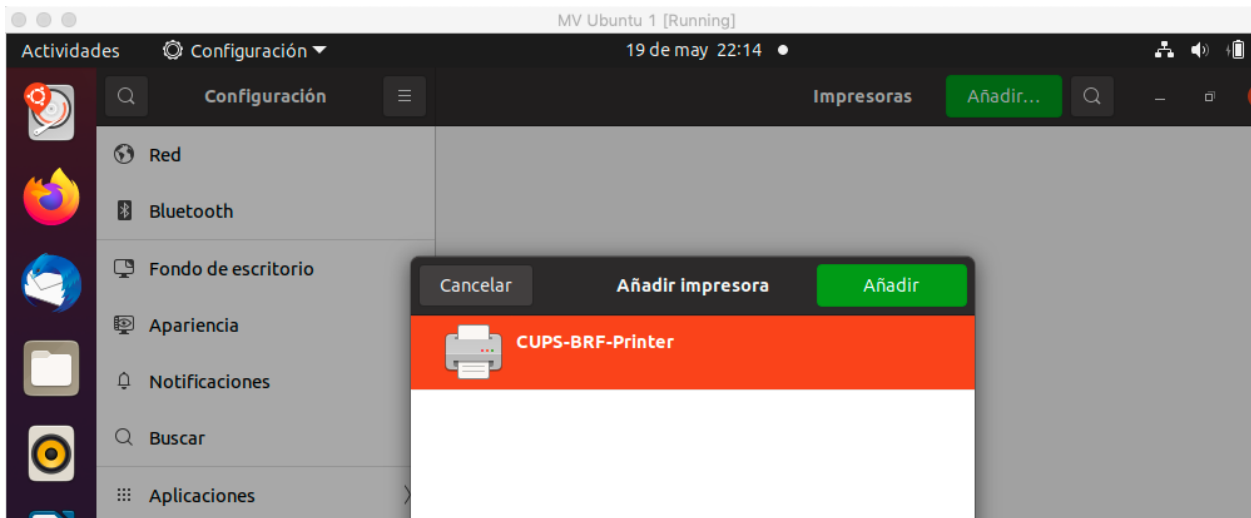 MV Ubuntu 1 [Running]
Actividades Configuración 19 de may 22:14
Configuración Impresoras Añadir...
Red
Bluetooth
Fondo de escritorio
Cancelar Añadir impresora Añadir
Apariencia
CUPS-BRF-Printer
Notificaciones
Buscar
Aplicaciones